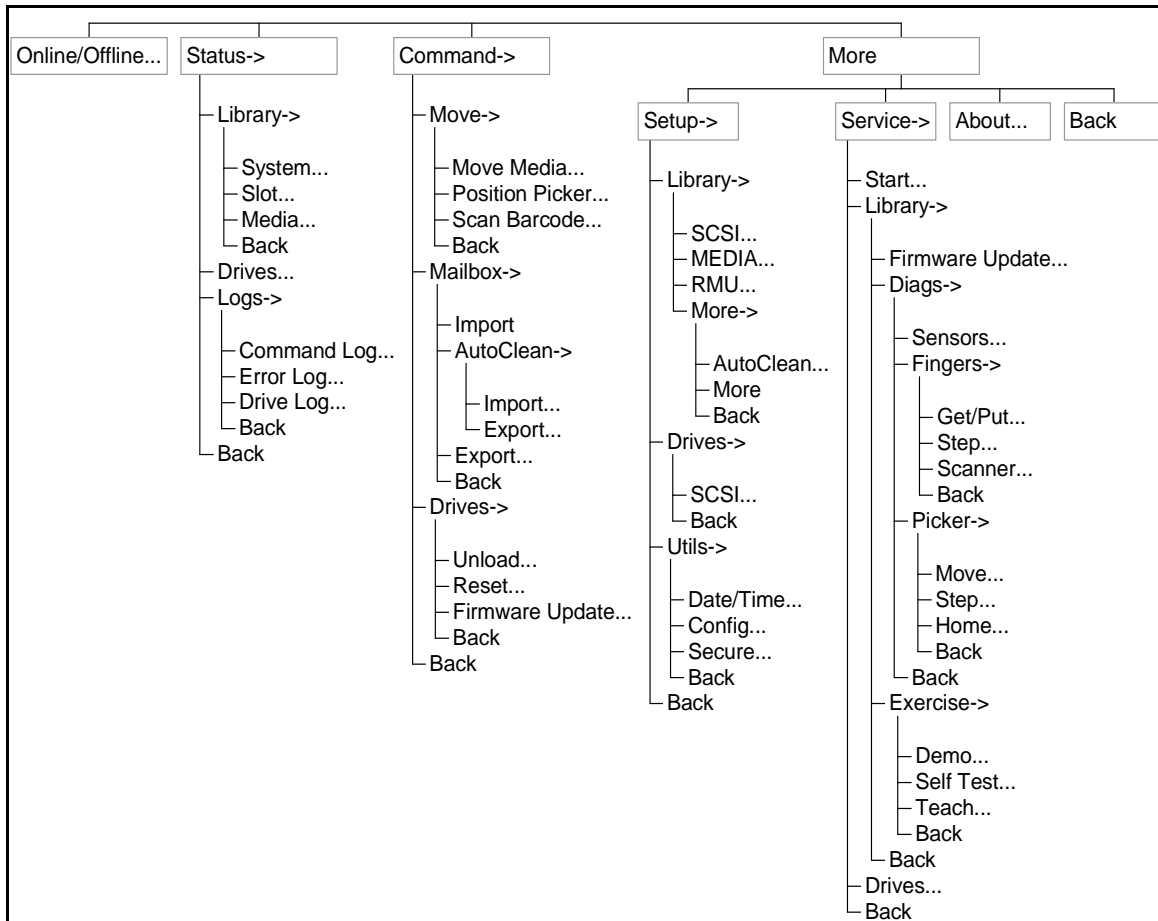 Online/Offline...
Status->
Library->
System...
Slot...
Media...
Back
Drives...
Logs->
Command Log...
Error Log...
Drive Log...
Back
Back
Command->
Move->
Move Media...
Position Picker...
Scan Barcode...
Back
Mailbox->
Import
AutoClean->
Import...
Export...
Export...
Back
Drives->
Unload...
Reset...
Firmware Update...
Back
Back
More
Setup->
Library->
SCSI...
MEDIA...
RMU...
More->
AutoClean...
More
Back
Drives->
SCSI...
Back
Utils->
Date/Time...
Config...
Secure...
Back
Back
Service->
Start...
Library->
Firmware Update...
Diags->
Sensors...
Fingers->
Get/Put...
Step...
Scanner...
Back
Picker->
Move...
Step...
Home...
Back
Back
Exercise->
Demo...
Self Test...
Teach...
Back
Back
Drives...
Back
About...
Back